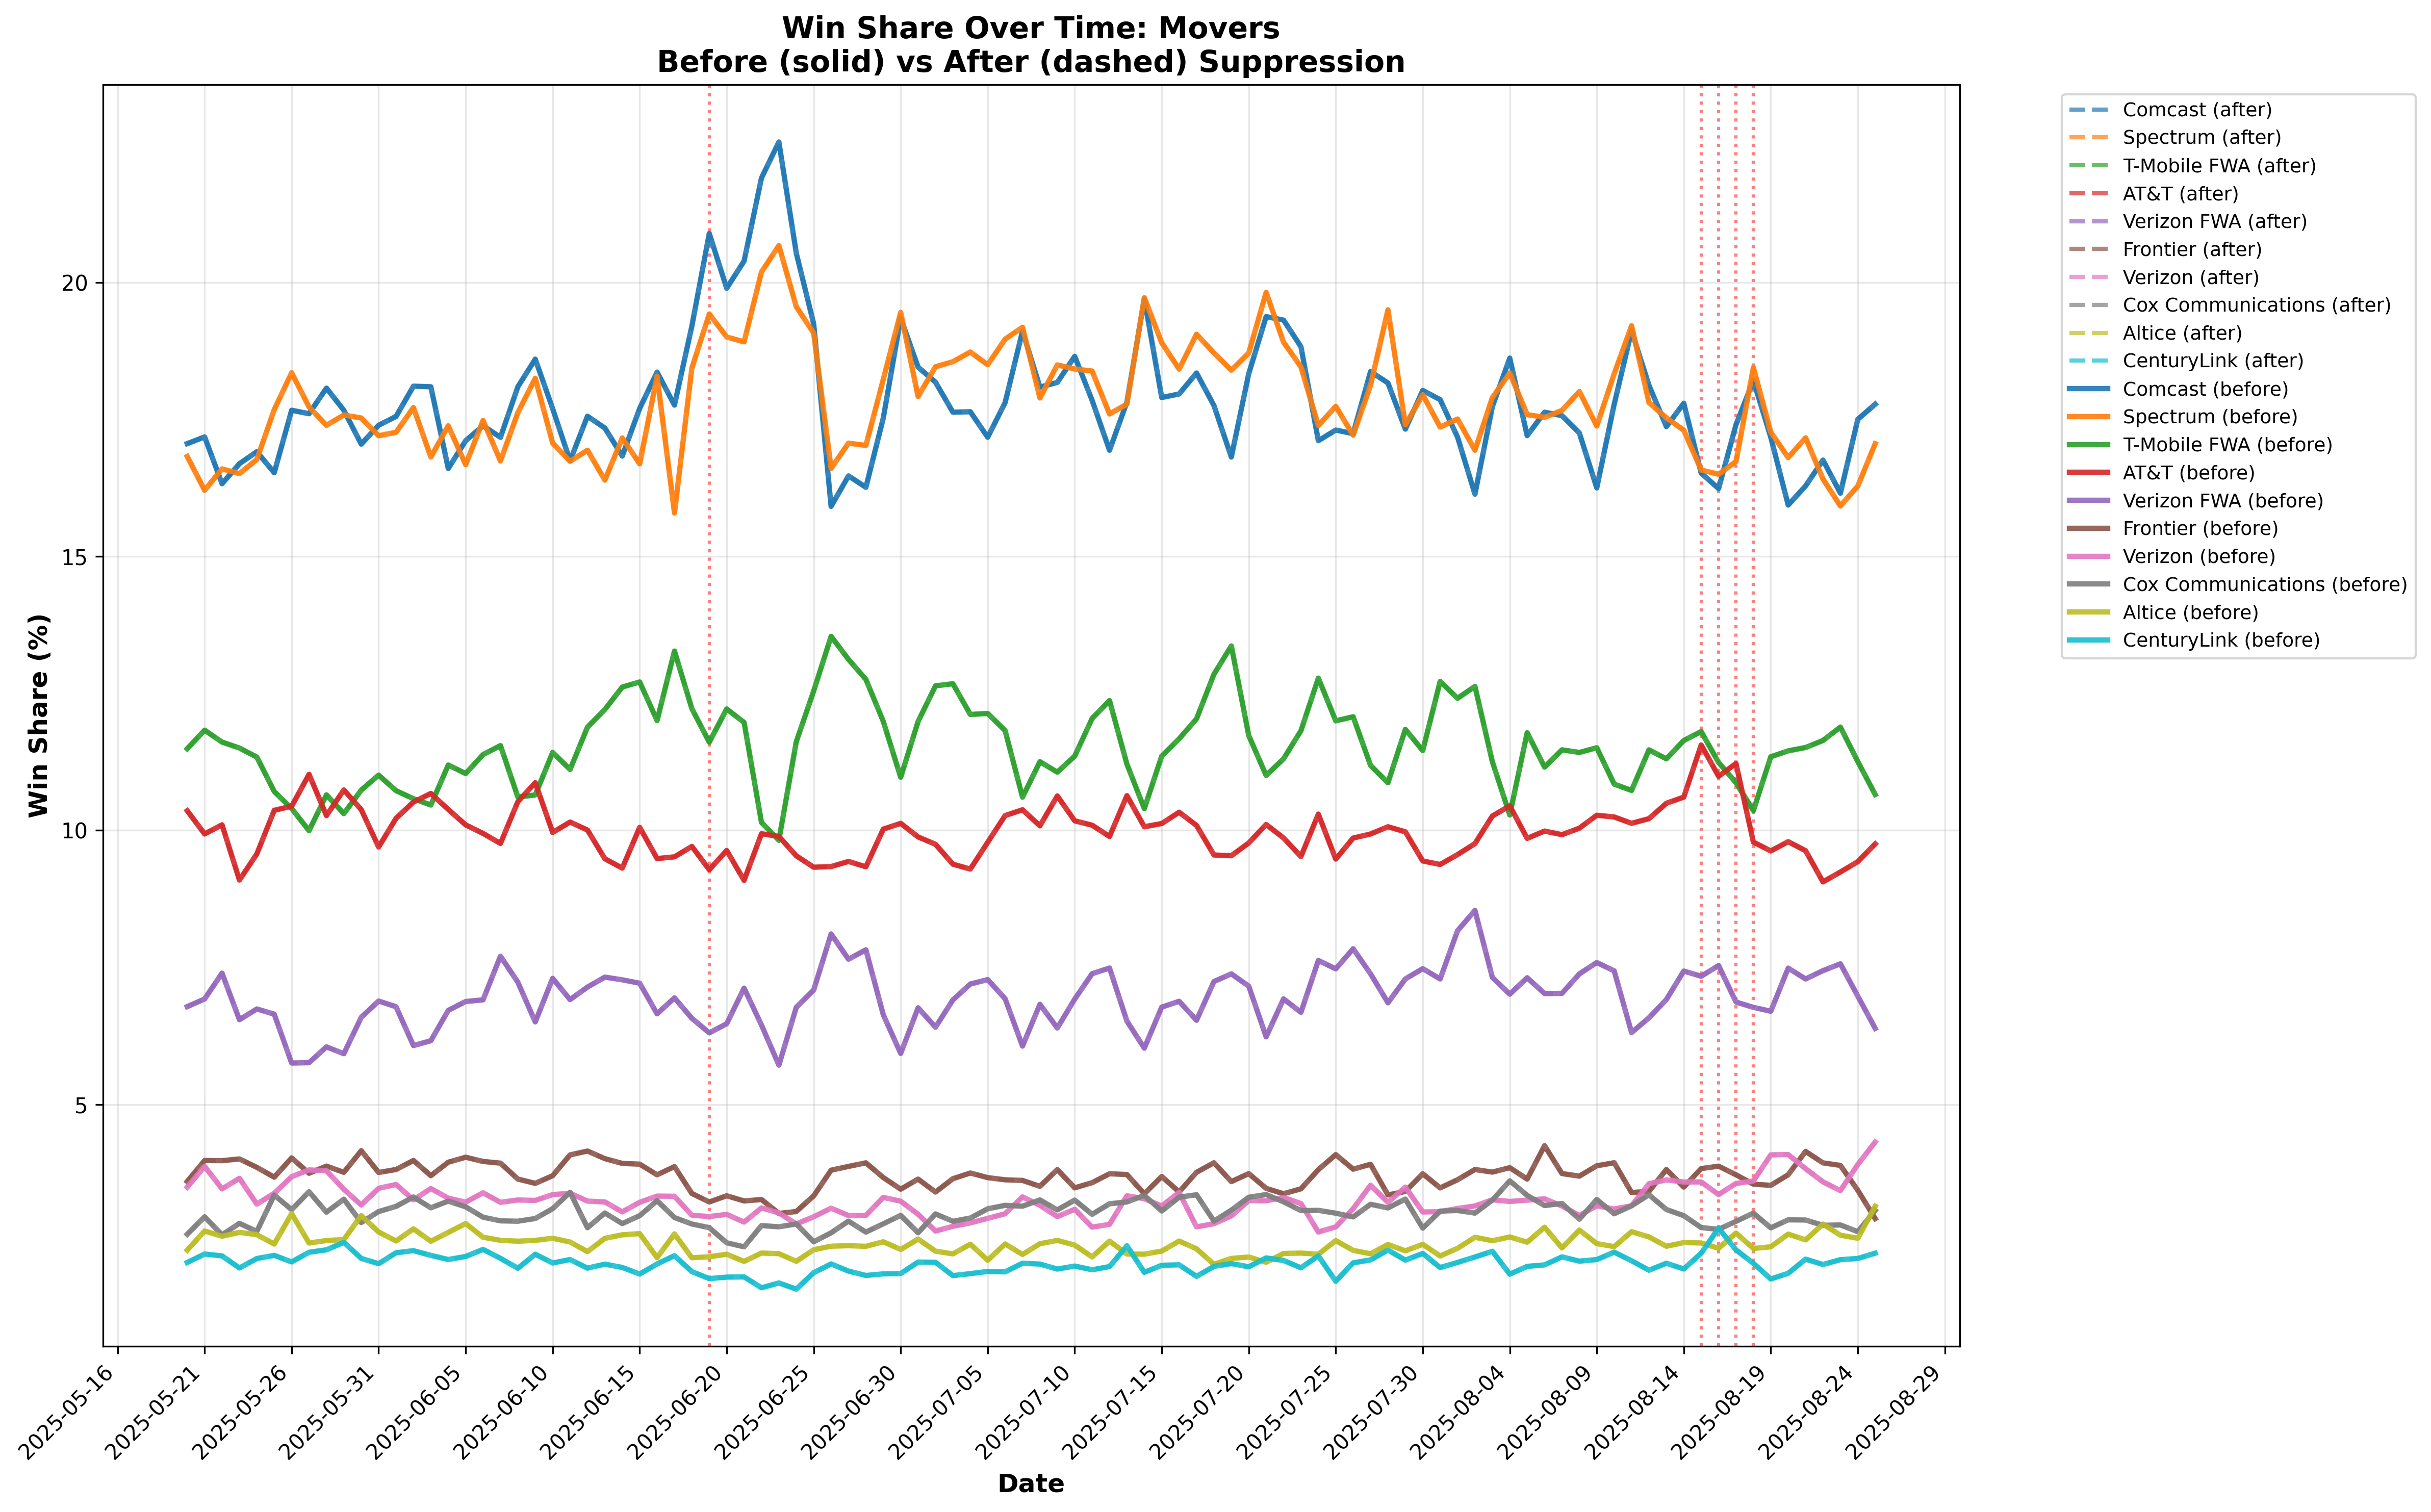 Win Share Over Time: Movers
Before (solid) vs After (dashed) Suppression
Win Share (%)
20
15
10
5
2025-05-16
2025-05-21
2025-05-26
2025-05-31
2025-06-05
2025-06-10
2025-06-15
2025-06-20
2025-06-25
2025-06-30
2025-07-05
2025-07-10
2025-07-15
2025-07-20
2025-07-25
2025-07-30
2025-08-04
2025-08-09
2025-08-14
2025-08-19
2025-08-24
2025-08-29
Date
Comcast (after)
Spectrum (after)
T-Mobile FWA (after)
AT&T (after)
Verizon FWA (after)
Frontier (after)
Verizon (after)
Cox Communications (after)
Altice (after)
CenturyLink (after)
Comcast (before)
Spectrum (before)
T-Mobile FWA (before)
AT&T (before)
Verizon FWA (before)
Frontier (before)
Verizon (before)
Cox Communications (before)
Altice (before)
CenturyLink (before)